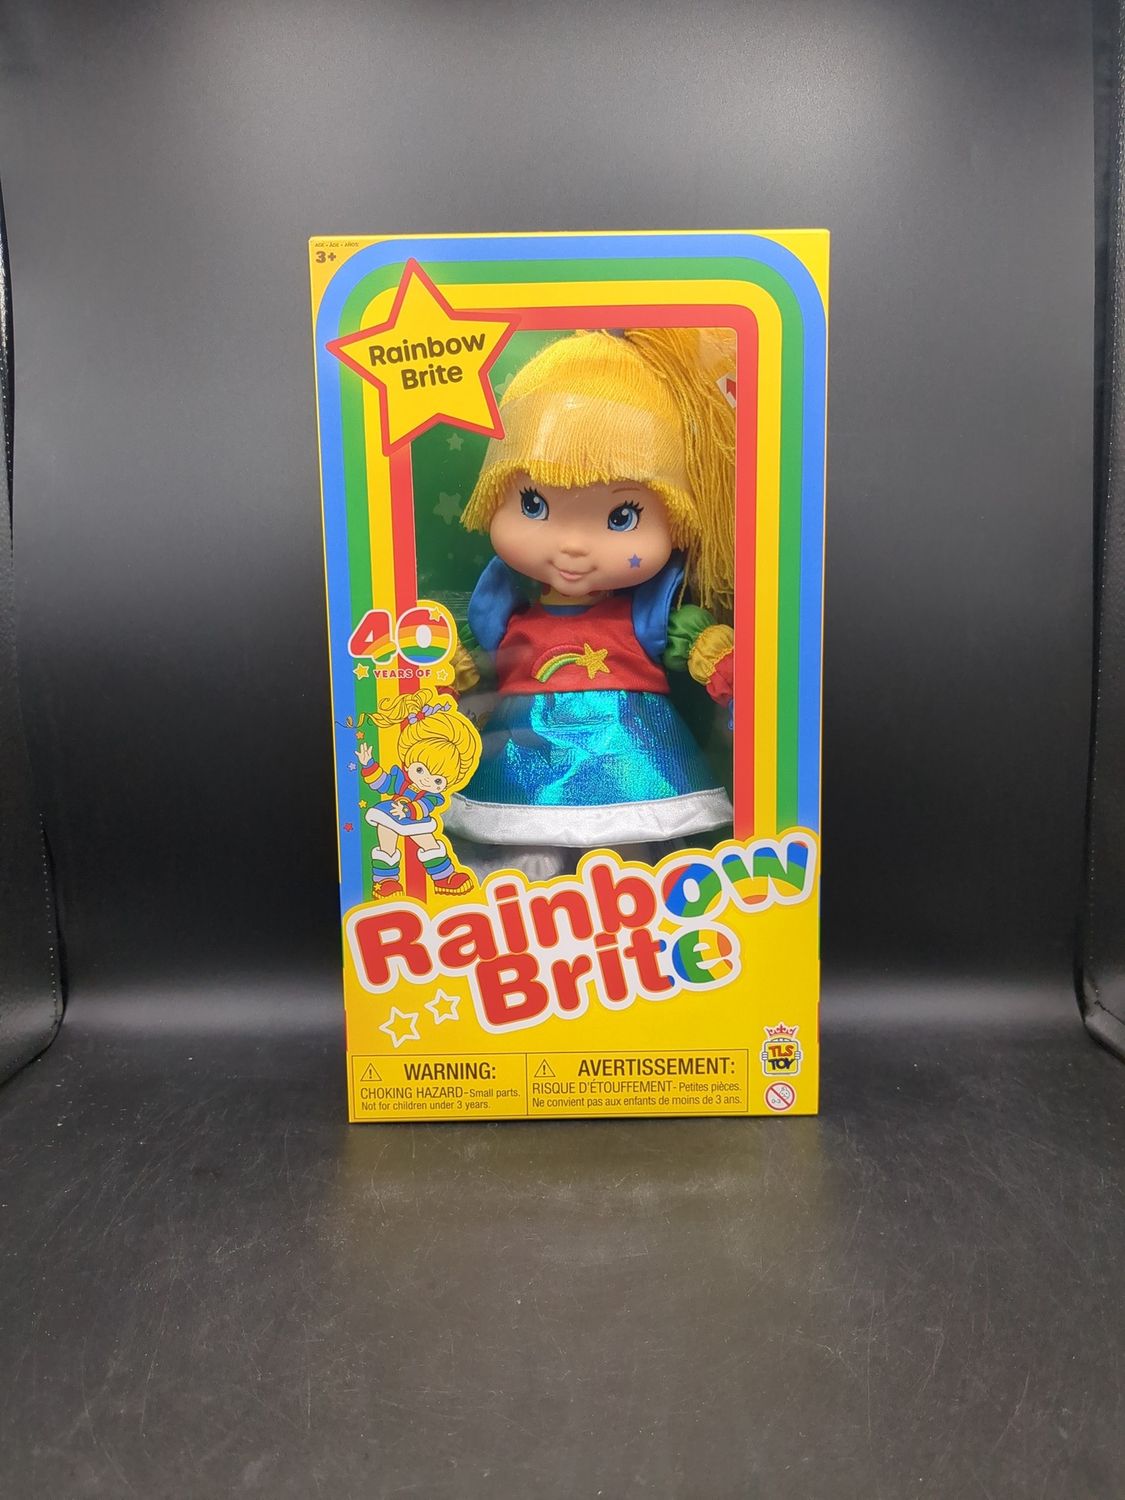 AGE • ÂGE • AÑOS:
3+
Rainbow
Brite
40
YEARS OF
Rainbow
Brite
WARNING:
CHOKING HAZARD-Small parts.
Not for children under 3 years.
AVERTISSEMENT:
RISQUE D'ÉTOUFFEMENT-Petites pièces.
Ne convient pas aux enfants de moins de 3 ans.
TLS
TOY
0-3